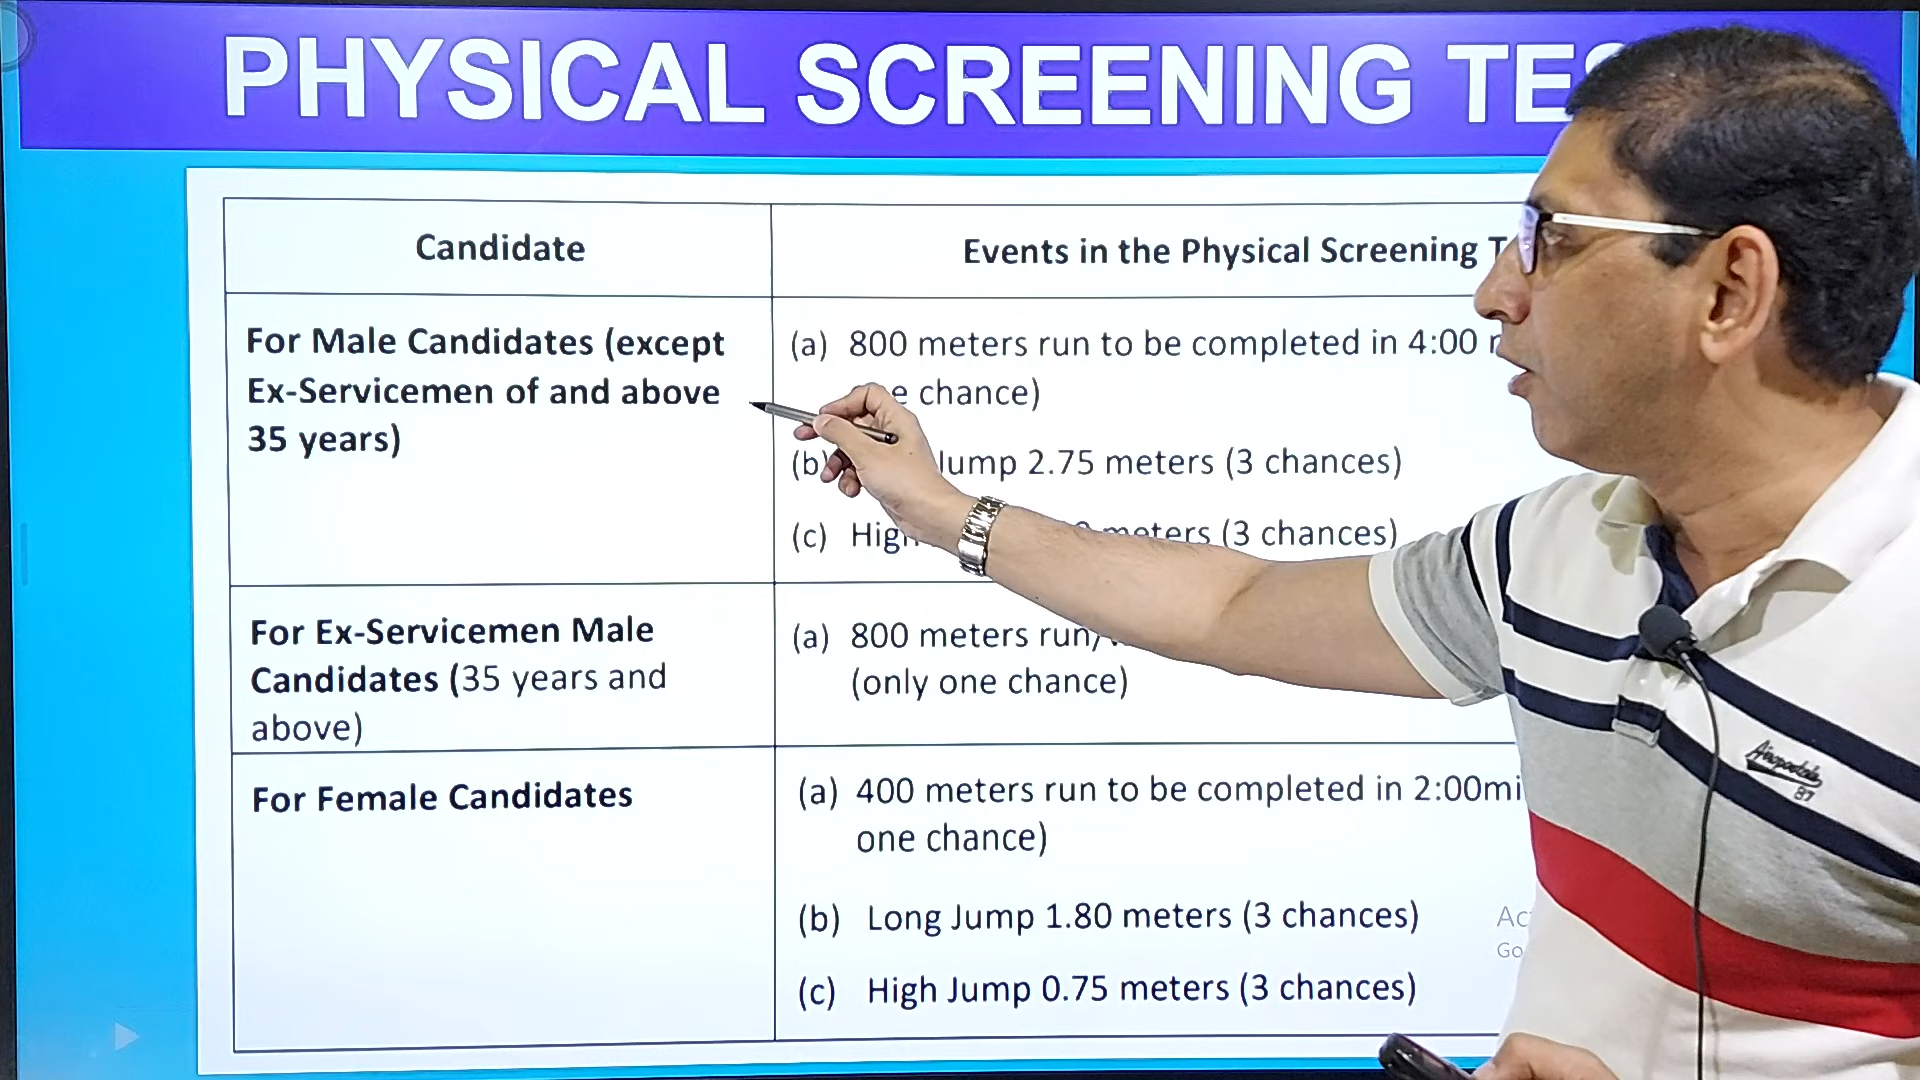 PHYSICAL SCREENING
Candidate
Events in the Physical Screening
For Male Candidates (except
Ex-Servicemen of and above
35 years)
(a) 800 meters run to be completed in 4:00
chance)
(b) Jump 2.75 meters (3 chances)
(c) meters (3 chances)
For Ex-Servicemen Male
Candidates (35 years and
above)
(a) 800 meters run/
(only one chance)
For Female Candidates
(a) 400 meters run to be completed in 2:00mi
one chance)
(b) Long Jump 1.80 meters (3 chances)
(c) High Jump 0.75 meters (3 chances)
Aéropostale
87